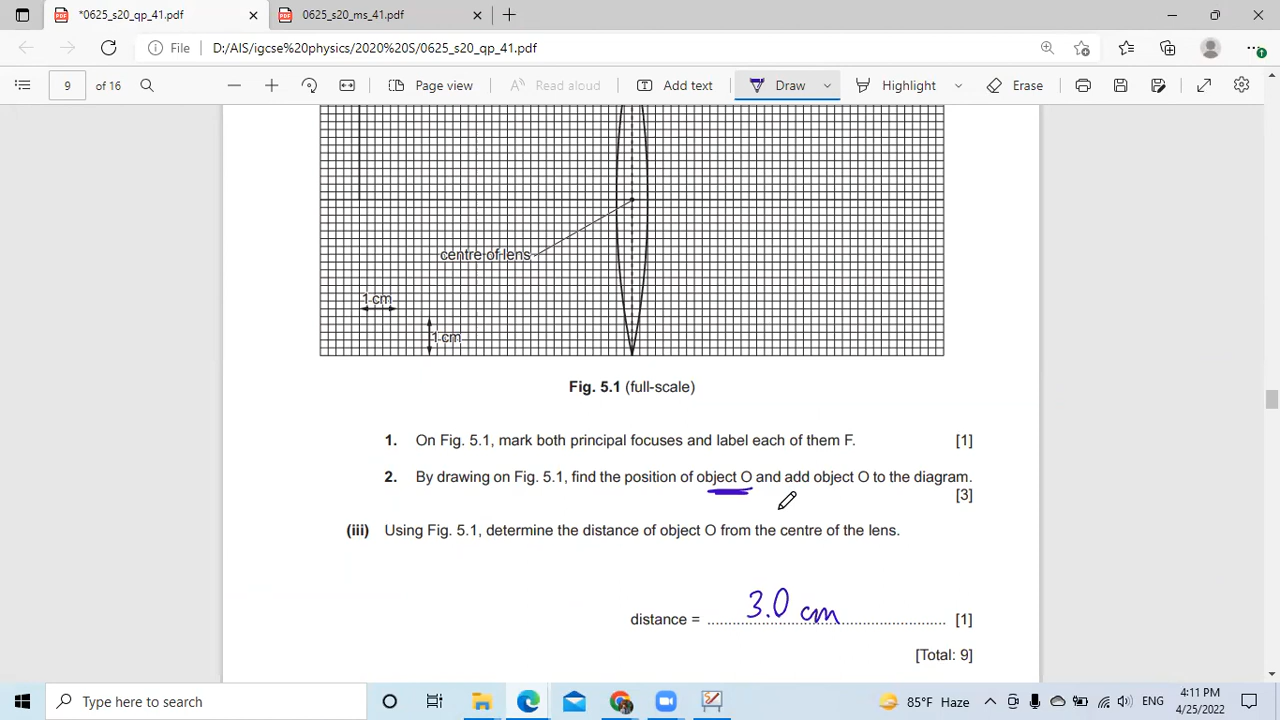 *0625_s20_qp_41.pdf
0625_s20_ms_41.pdf
File D:/AIS/igcse%20physics/2020%20S/0625_s20_qp_41.pdf
9 of 16
Page view
Read aloud
Add text
Draw
Highlight
Erase
centre of lens
1 cm
1 cm
Fig. 5.1 (full-scale)
1. On Fig. 5.1, mark both principal focuses and label each of them F. [1]
2. By drawing on Fig. 5.1, find the position of object O and add object O to the diagram.
[3]
(iii) Using Fig. 5.1, determine the distance of object O from the centre of the lens.
3.0 cm
distance = ................................................ [1]
[Total: 9]
Type here to search
85°F Haze
ENG
4:11 PM
4/25/2022